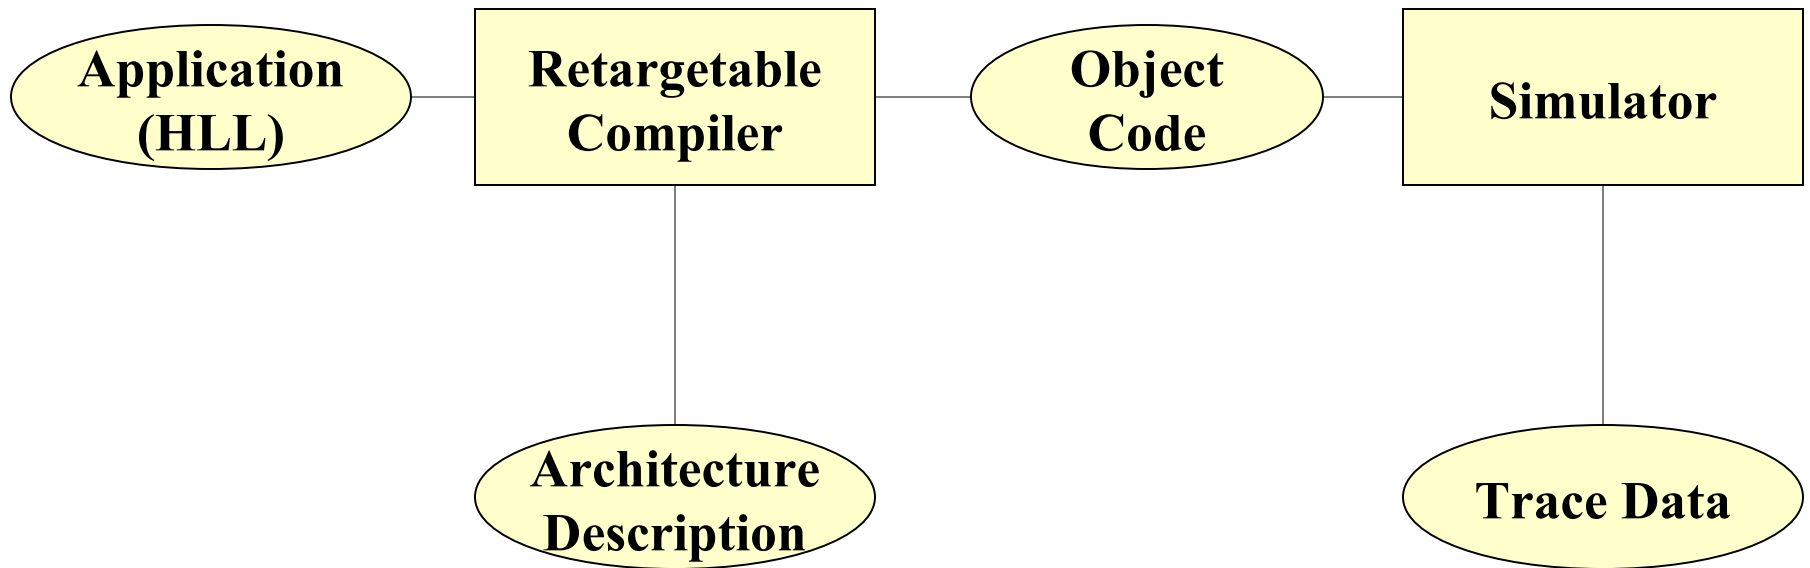 Application
(HLL)
Retargetable
Compiler
Object
Code
Simulator
Architecture
Description
Trace Data